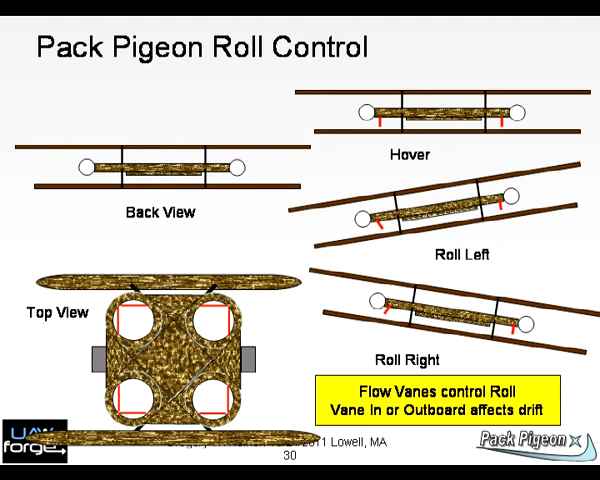 Pack Pigeon Roll Control
Hover
Back View
Roll Left
Top View
Roll Right
Flow Vanes control Roll
Vane In or Outboard affects drift
UAV
forge
2011 Lowell, MA
30
Pack Pigeon